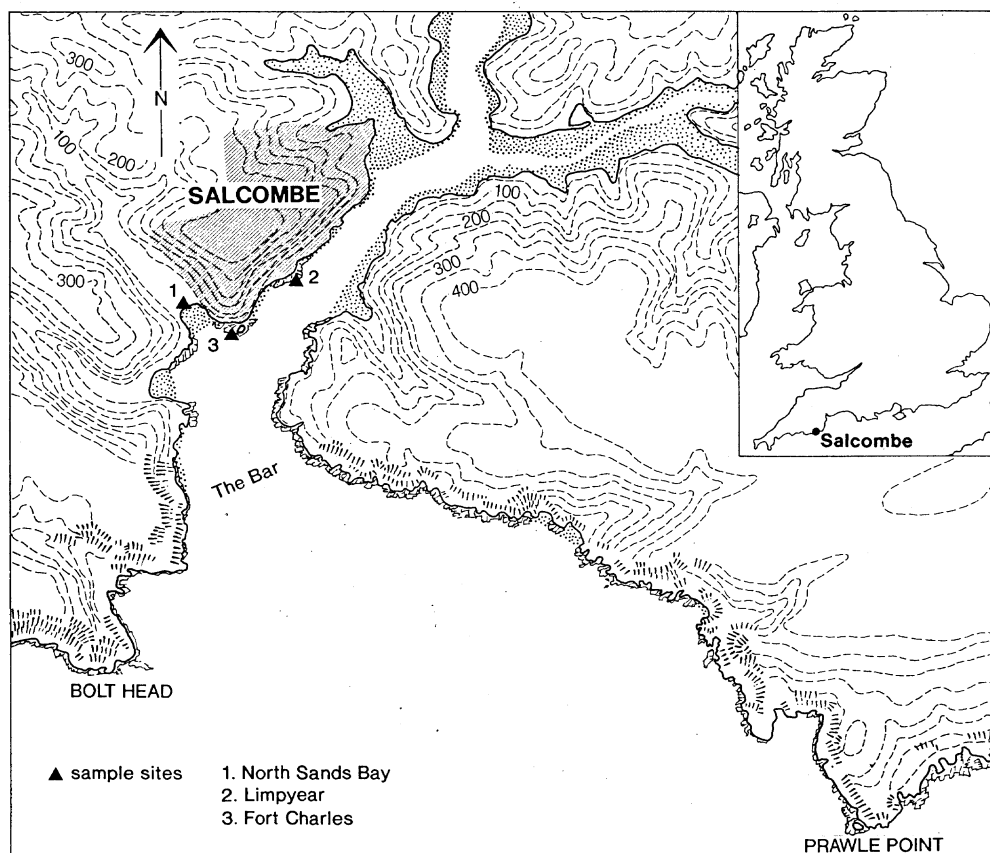 300
N
100
200
SALCOMBE
100
200
300
400
300
1
2
3
Salcombe
The Bar
BOLT HEAD
▲ sample sites
1. North Sands Bay
2. Limpyear
3. Fort Charles
PRAWLE POINT